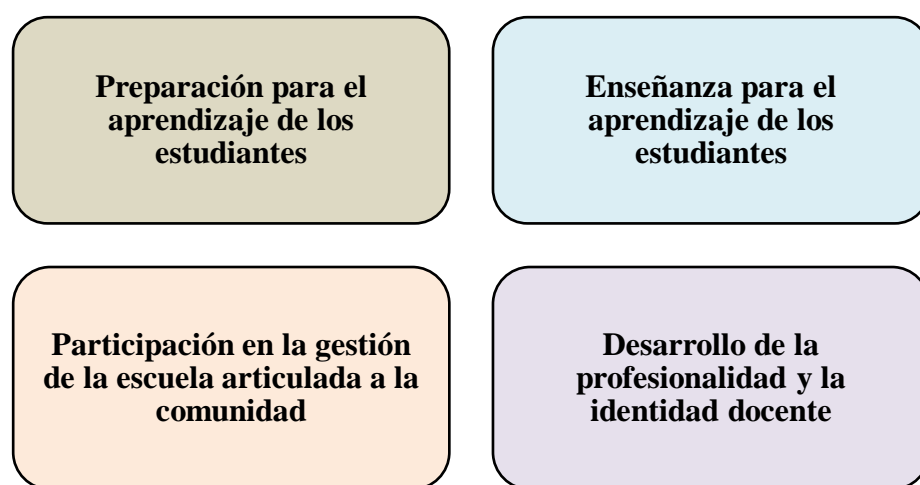 Preparación para el
aprendizaje de los
estudiantes
Enseñanza para el
aprendizaje de los
estudiantes
Participación en la gestión
de la escuela articulada a la
comunidad
Desarrollo de la
profesionalidad y la
identidad docente